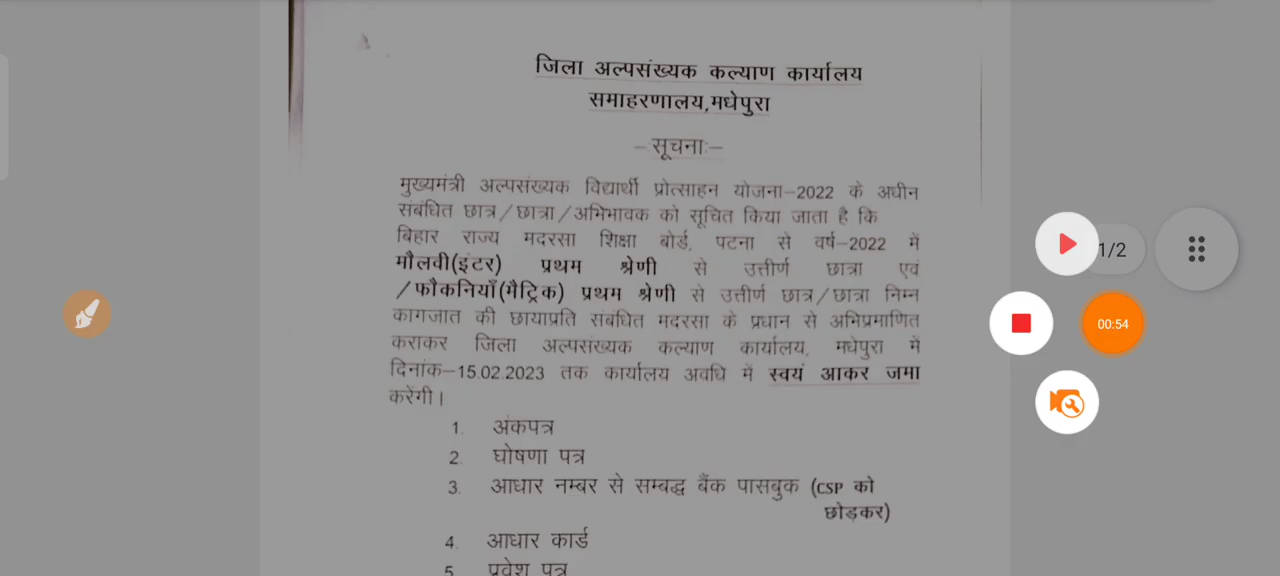 जिला अल्पसंख्यक कल्याण कार्यालय
समाहरणालय,मधेपुरा
–सूचनाः–
मुख्यमंत्री अल्पसंख्यक विद्यार्थी प्रोत्साहन योजना–2022 के अधीन
संबंधित छात्र/छात्रा/अभिभावक को सूचित किया जाता है कि
बिहार राज्य मदरसा शिक्षा बोर्ड, पटना से वर्ष–2022 में
मौलवी(इंटर) प्रथम श्रेणी से उत्तीर्ण छात्रा एवं
/फौकनियाँ(मैट्रिक) प्रथम श्रेणी से उत्तीर्ण छात्र/छात्रा निम्न
कागजात की छायाप्रति संबंधित मदरसा के प्रधान से अभिप्रमाणित
कराकर जिला अल्पसंख्यक कल्याण कार्यालय, मधेपुरा में
दिनांक–15.02.2023 तक कार्यालय अवधि में स्वयं आकर जमा
करेंगी।
1. अंकपत्र
2. घोषणा पत्र
3. आधार नम्बर से सम्बद्ध बैंक पासबुक (CSP को
छोड़कर)
4. आधार कार्ड
5. प्रवेश पत्र
1/2
00:54